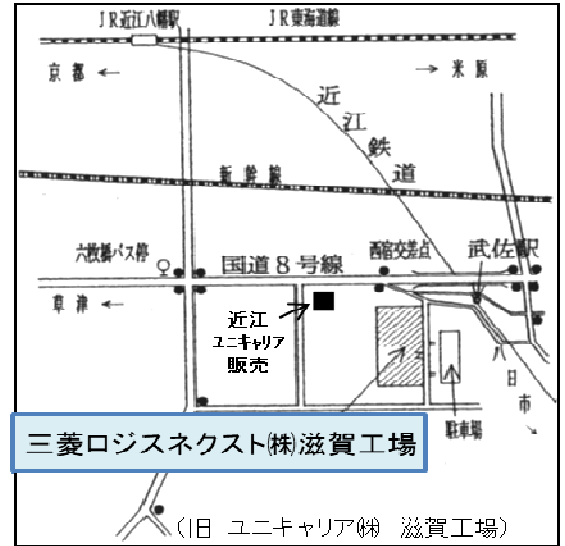 JR近江八幡駅
JR東海道線
京都 ←
→ 米原
近江鉄道
新幹線
六枚橋バス停
国道8号線
西宿交差点
武佐駅
草津 ←
近江
ユニキャリア
販売
八日市
駐車場
三菱ロジスネクスト㈱滋賀工場
(旧 ユニキャリア㈱ 滋賀工場)